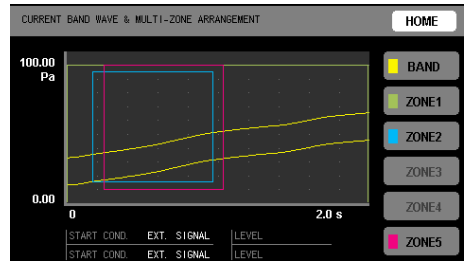 CURRENT BAND WAVE & MULTI-ZONE ARRANGEMENT
HOME
100.00
Pa
0.00
0
2.0 s
BAND
ZONE1
ZONE2
ZONE3
ZONE4
ZONE5
START COND. EXT. SIGNAL LEVEL
START COND. EXT. SIGNAL LEVEL